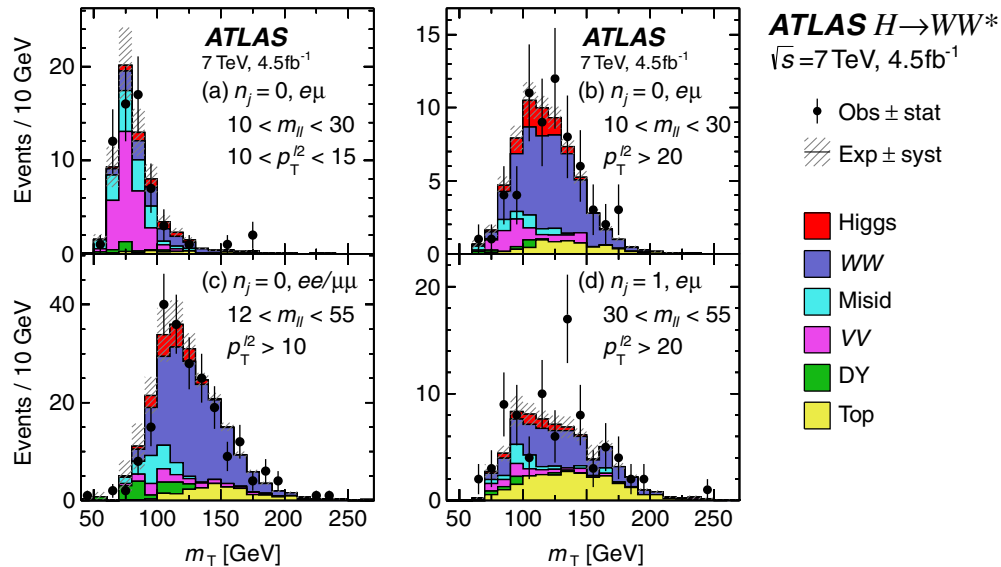 ATLAS
7 TeV, 4.5fb⁻¹
(a) n_j = 0, eμ
10 < m_ll < 30
10 < p_T^l2 < 15
Events / 10 GeV
20
10
0
ATLAS
7 TeV, 4.5fb⁻¹
(b) n_j = 0, eμ
10 < m_ll < 30
p_T^l2 > 20
15
10
5
0
(c) n_j = 0, ee/μμ
12 < m_ll < 55
p_T^l2 > 10
Events / 10 GeV
40
20
0
50 100 150 200 250
m_T [GeV]
(d) n_j = 1, eμ
30 < m_ll < 55
p_T^l2 > 20
20
10
0
50 100 150 200 250
m_T [GeV]
ATLAS H→WW*
√s =7 TeV, 4.5fb⁻¹
Obs ± stat
Exp ± syst
Higgs
WW
Misid
VV
DY
Top